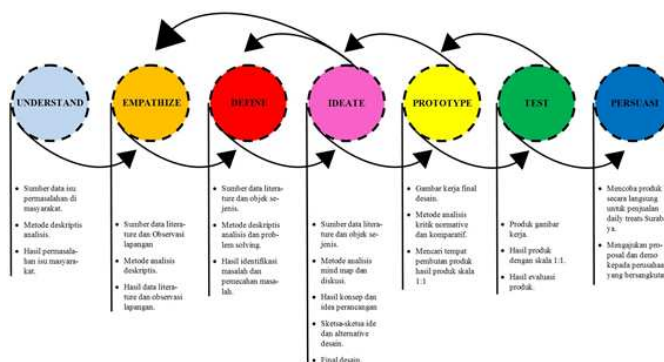 UNDERSTAND
EMPATHIZE
DEFINE
IDEATE
PROTOTYPE
TEST
PERSUASI
• Sumber data isu
permasalahan di
masyarakat.
• Metode deskriptis
analisis.
• Hasil permasala-
han isu masyara-
kat.
• Sumber data litera-
ture dan Observasi
lapangan
• Metode analisis
deskriptis.
• Hasil data literatu-
re dan observasi
lapangan.
• Sumber data litera-
ture dan objek se-
jenis.
• Metode deskriptis
analisis dan prob-
lem solving.
• Hasil identifikasi
masalah dan
pemecahan masa-
lah.
• Sumber data litera-
ture dan objek se-
jenis.
• Metode analisis
mind map dan
diskusi.
• Hasil konsep dan
idea perancangan
• Sketsa-sketsa ide
dan alternative
desain.
• Final desain
• Gambar kerja final
desain.
• Metode analisis
kritik normative
dan komparatif.
• Mencari tempat
pembutan produk
hasil produk skala
1:1
• Produk gambar
kerja.
• Hasil produk
dengan skala 1:1.
• Hasil evaluasi
produk.
• Mencoba produk
secara langsung
untuk penjualan
daily treats Surab
ya.
• Mengajukan pro-
posal dan demo
kepada perusahaa
yang bersangkuta